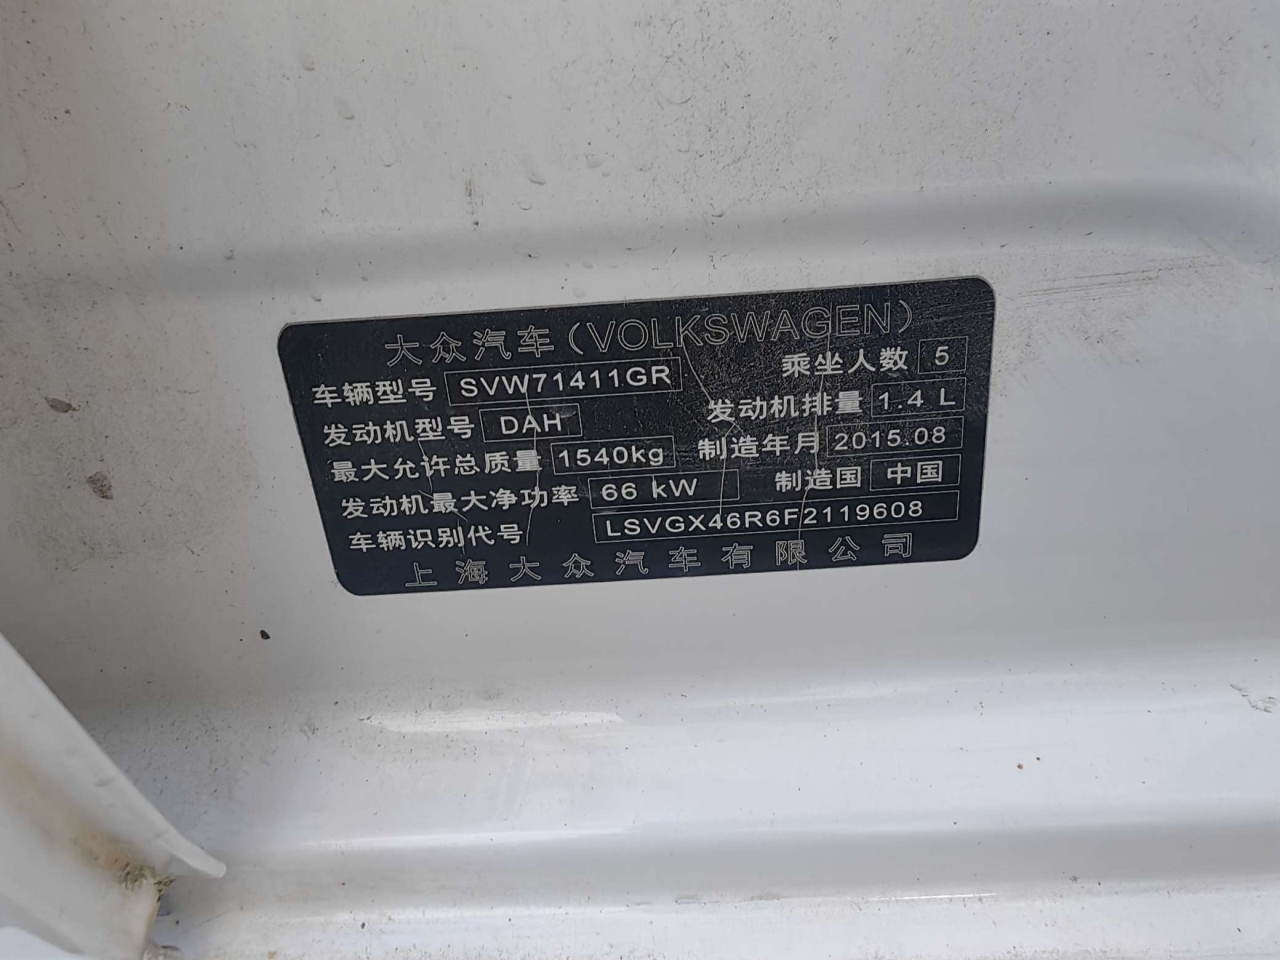 大众汽车(VOLKSWAGEN)
车辆型号 SVW71411GR 乘坐人数 5
发动机型号 DAH 发动机排量 1.4 L
最大允许总质量 1540kg 制造年月 2015.08
发动机最大净功率 66 kW 制造国 中国
车辆识别代号 LSVGX46R6F2119608
上海大众汽车有限公司